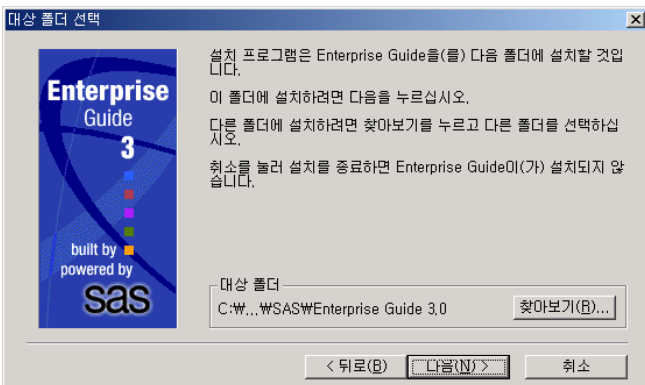 대상 폴더 선택
설치 프로그램은 Enterprise Guide을(를) 다음 폴더에 설치할 것입
니다.
이 폴더에 설치하려면 다음을 누르십시오.
다른 폴더에 설치하려면 찾아보기를 누르고 다른 폴더를 선택하십
시오.
취소를 눌러 설치를 종료하면 Enterprise Guide이(가) 설치되지 않
습니다.
Enterprise
Guide
3
built by
powered by
sas
대상 폴더
C:₩...₩SAS₩Enterprise Guide 3.0
찾아보기(R)...
< 뒤로(B)
다음(N) >
취소